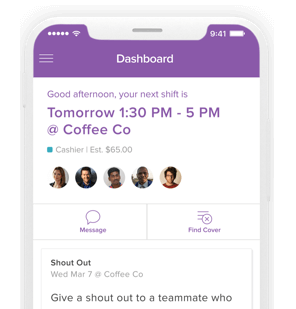 9:41
Dashboard
Good afternoon, your next shift is
Tomorrow 1:30 PM - 5 PM
@ Coffee Co
Cashier | Est. $65.00
Message
Find Cover
Shout Out
Wed Mar 7 @ Coffee Co
Give a shout out to a teammate who